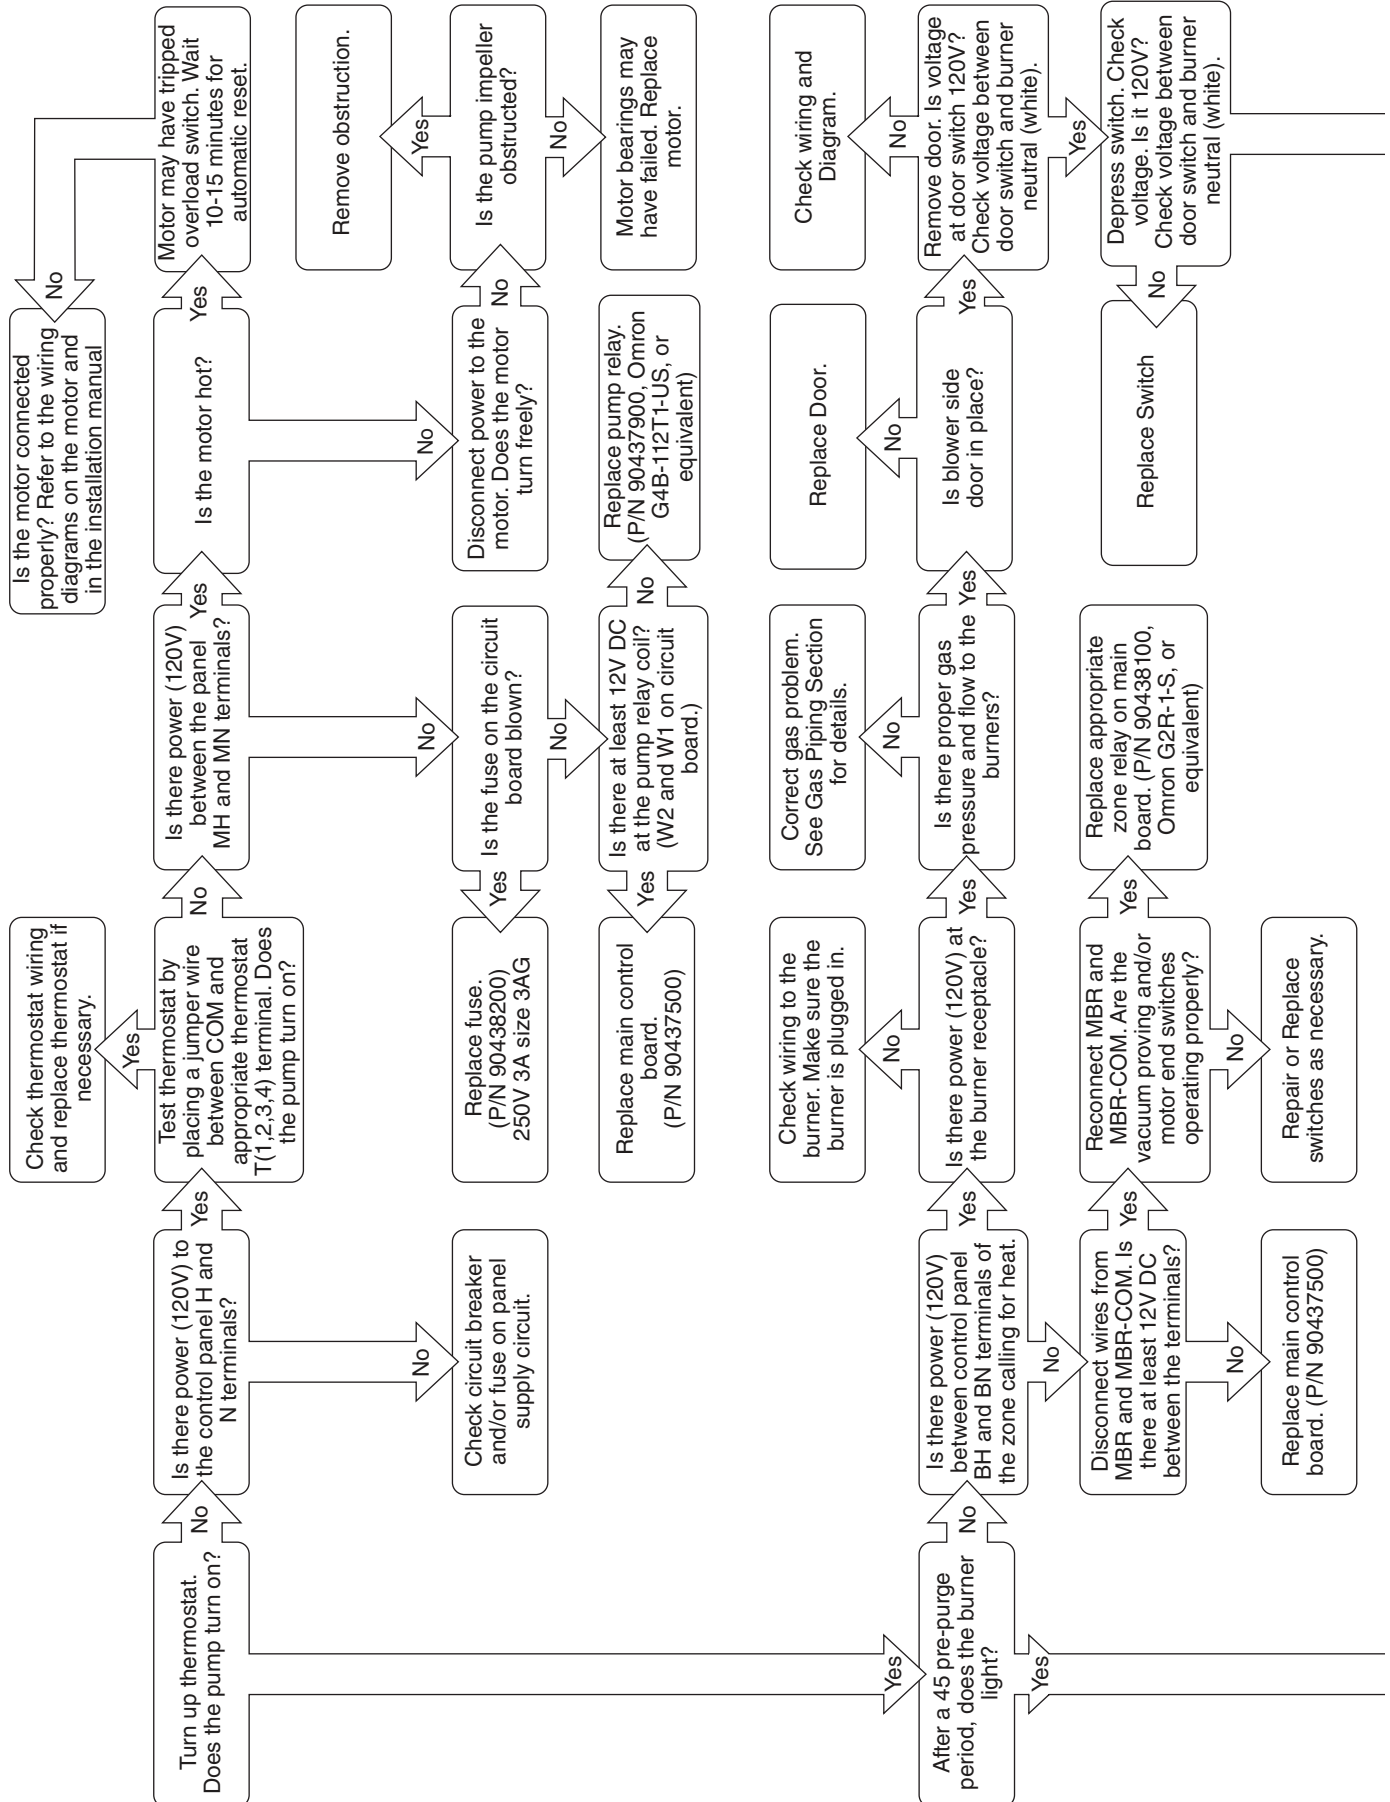 Turn up thermostat.
Does the pump turn on?
No
Yes
Is there power (120V) to
the control panel H and
N terminals?
Yes
No
Check circuit breaker
and/or fuse on panel
supply circuit.
Test thermostat by
placing a jumper wire
between COM and
appropriate thermostat
T(1,2,3,4) terminal. Does
the pump turn on?
Yes
Check thermostat wiring
and replace thermostat if
necessary.
No
Is there power (120V)
between the panel
MH and MN terminals?
Yes
No
Is the fuse on the circuit
board blown?
Yes
Replace fuse.
(P/N 90438200)
250V 3A size 3AG
No
Is there at least 12V DC
at the pump relay coil?
(W2 and W1 on circuit
board.)
Yes
Replace main control
board.
(P/N 90437500)
No
Replace pump relay.
(P/N 90437900, Omron
G4B-112T1-US, or
equivalent)
Is the motor hot?
Yes
Motor may have tripped
overload switch. Wait
10-15 minutes for
automatic reset.
No
Is the motor connected
properly? Refer to the wiring
diagrams on the motor and
in the installation manual
No
Disconnect power to the
motor. Does the motor
turn freely?
No
Is the pump impeller
obstructed?
Yes
Remove obstruction.
No
Motor bearings may
have failed. Replace
motor.
After a 45 pre-purge
period, does the burner
light?
Yes
No
Is there power (120V)
between control panel
BH and BN terminals of
the zone calling for heat.
Yes
No
Disconnect wires from
MBR and MBR-COM. Is
there at least 12V DC
between the terminals?
No
Replace main control
board. (P/N 90437500)
Yes
Reconnect MBR and
MBR-COM. Are the
vacuum proving and/or
motor end switches
operating properly?
No
Repair or Replace
switches as necessary.
Yes
Replace appropriate
zone relay on main
board. (P/N 90438100,
Omron G2R-1-S, or
equivalent)
Is there power (120V) at
the burner receptacle?
No
Check wiring to the
burner. Make sure the
burner is plugged in.
Yes
Is there proper gas
pressure and flow to the
burners?
No
Correct gas problem.
See Gas Piping Section
for details.
Yes
Is blower side
door in place?
No
Replace Door.
Yes
Remove door. Is voltage
at door switch 120V?
Check voltage between
door switch and burner
neutral (white).
No
Check wiring and
Diagram.
Yes
Depress switch. Check
voltage. Is it 120V?
Check voltage between
door switch and burner
neutral (white).
No
Replace Switch